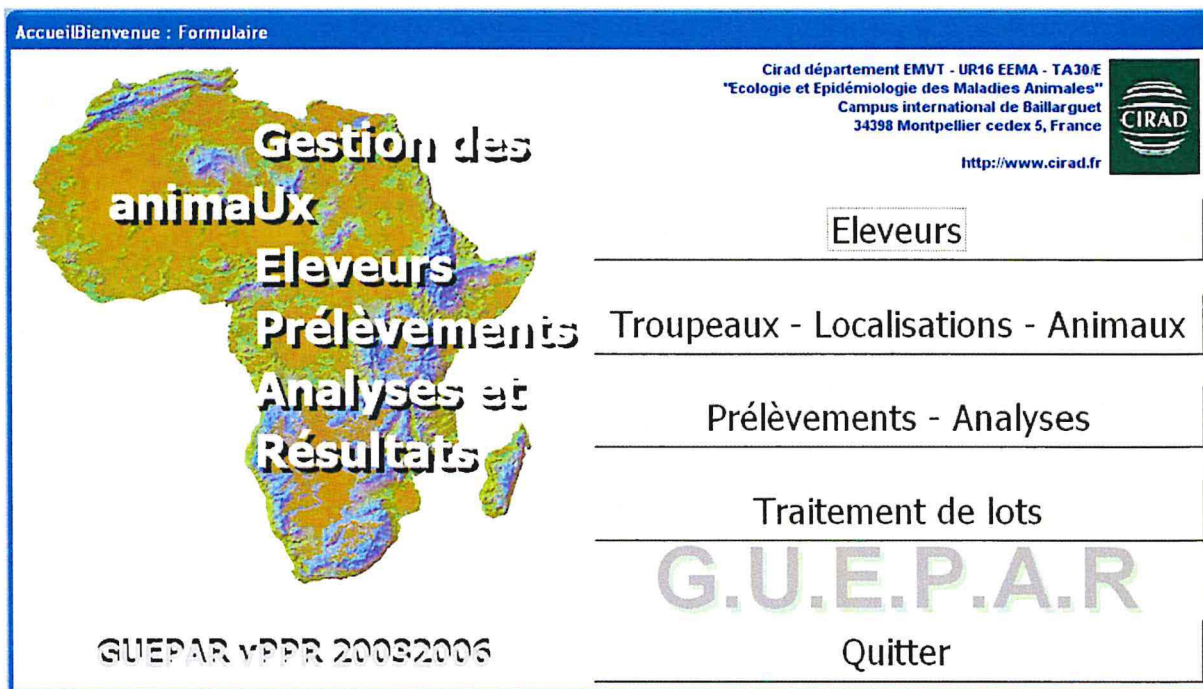 AccueilBienvenue : Formulaire
Cirad département EMVT - UR16 EEMA - TA30/E
"Ecologie et Epidémiologie des Maladies Animales"
Campus international de Baillarguet
34398 Montpellier cedex 5, France
http://www.cirad.fr
CIRAD
Gestion des
animaUx
Eleveurs
Prélèvements
Analyses et
Résultats
GUEPAR vPPR
Eleveurs
Troupeaux - Localisations - Animaux
Prélèvements - Analyses
Traitement de lots
G.U.E.P.A.R
Quitter